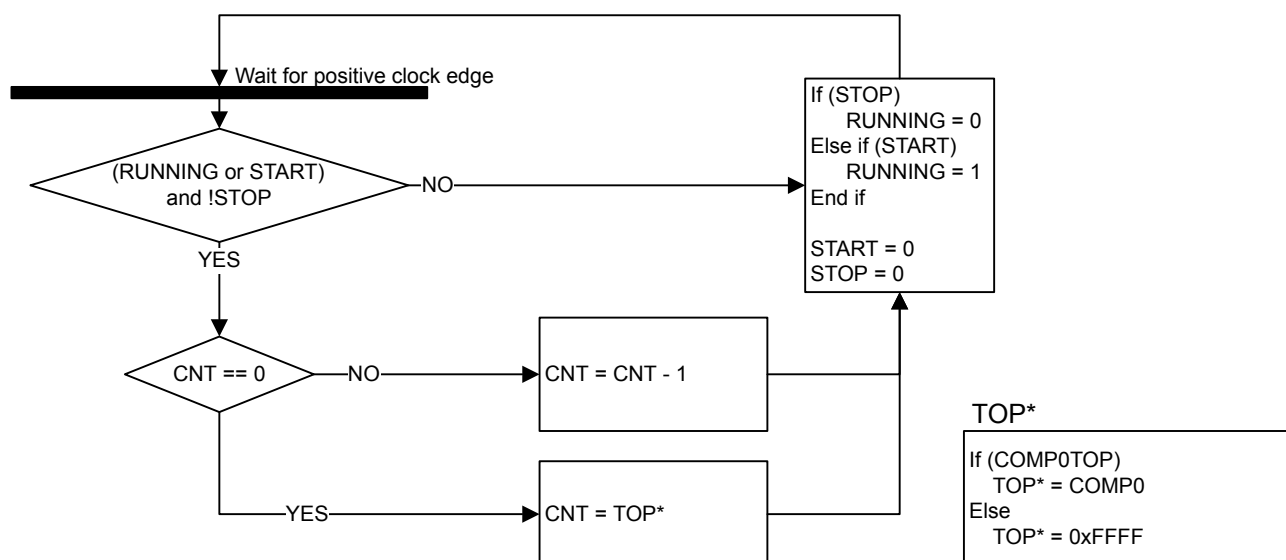 Wait for positive clock edge
If (STOP)
RUNNING = 0
Else if (START)
RUNNING = 1
End if
START = 0
STOP = 0
(RUNNING or START)
and !STOP
NO
YES
CNT == 0
NO
CNT = CNT - 1
YES
CNT = TOP*
TOP*
If (COMP0TOP)
TOP* = COMP0
Else
TOP* = 0xFFFF